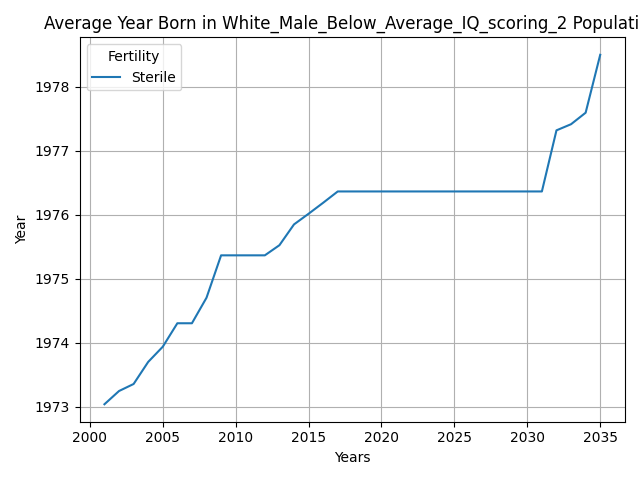 Average Year Born in White_Male_Below_Average_IQ_scoring_2 Populati
Fertility
Sterile
1978
1977
1976
1975
1974
1973
Year
2000 2005 2010 2015 2020 2025 2030 2035
Years